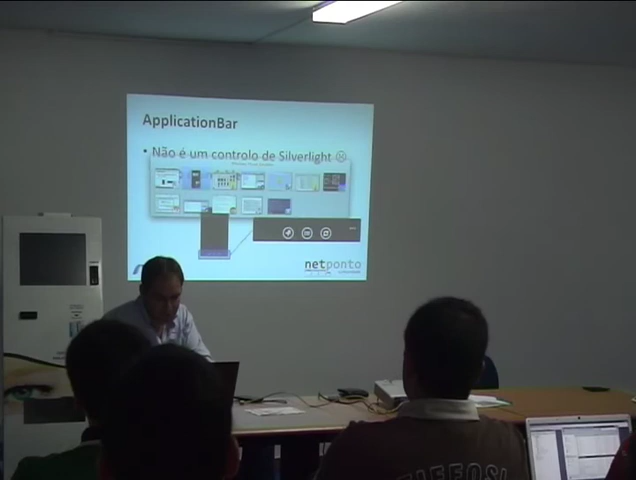 ApplicationBar
• Não é um controlo de Silverlight ☹
netponto